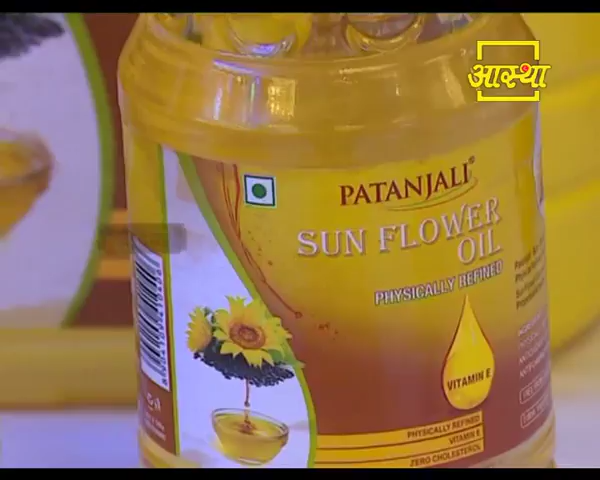 आस्था
PATANJALI®
SUN FLOWER
OIL
PHYSICALLY REFINED
VITAMIN E
PHYSICALLY REFINED
VITAMIN E
ZERO CHOLESTEROL